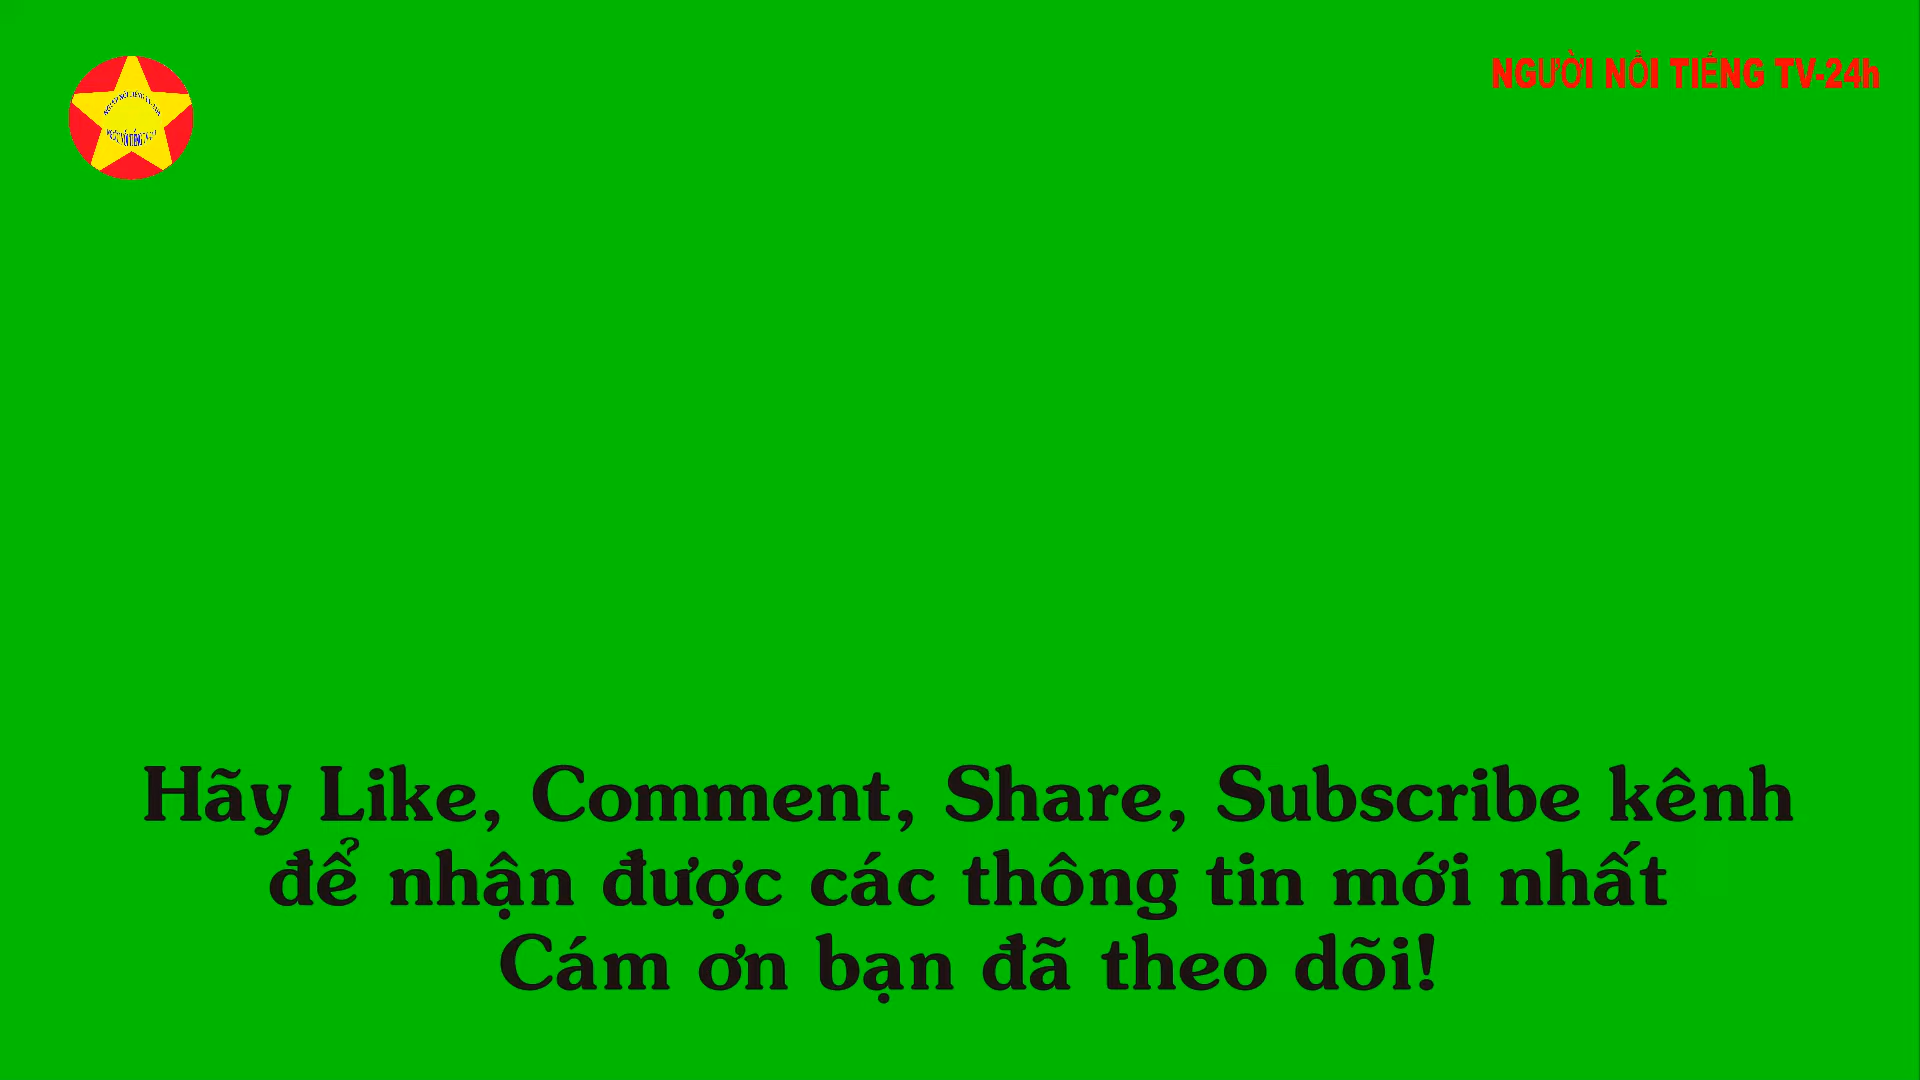 NGƯỜI NỔI TIẾNG TV-24h
Hãy Like, Comment, Share, Subscribe kênh
để nhận được các thông tin mới nhất
Cám ơn bạn đã theo dõi!